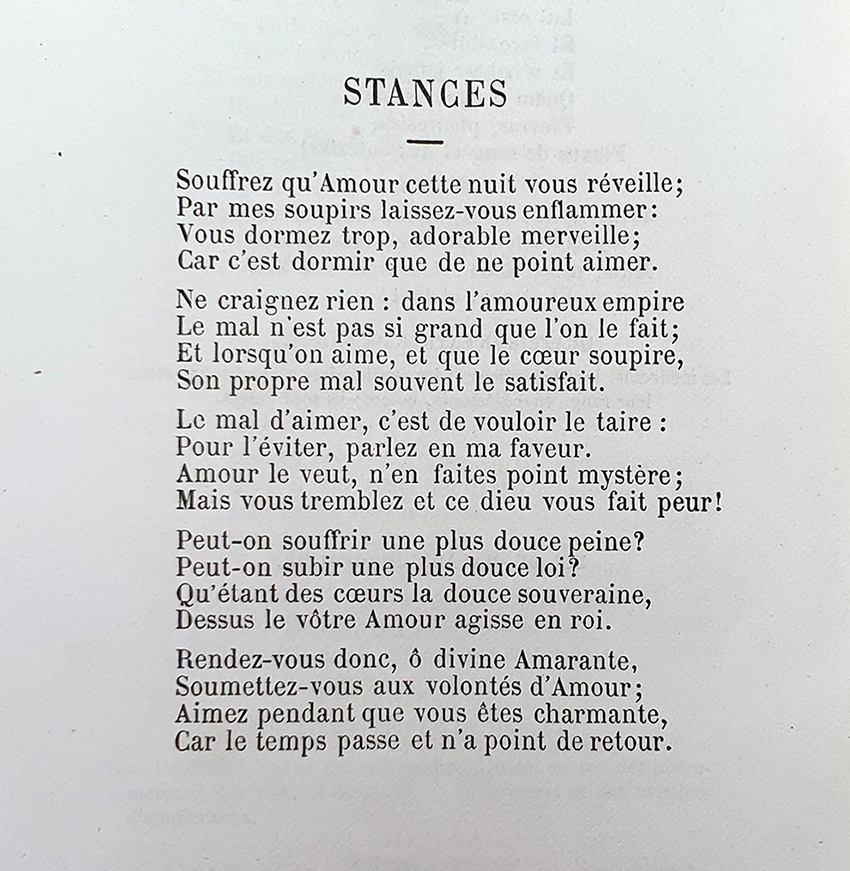 STANCES
Souffrez qu'Amour cette nuit vous réveille;
Par mes soupirs laissez-vous enflammer:
Vous dormez trop, adorable merveille;
Car c'est dormir que de ne point aimer.
Ne craignez rien : dans l'amoureux empire
Le mal n'est pas si grand que l'on le fait;
Et lorsqu'on aime, et que le cœur soupire,
Son propre mal souvent le satisfait.
Le mal d'aimer, c'est de vouloir le taire :
Pour l'éviter, parlez en ma faveur.
Amour le veut, n'en faites point mystère;
Mais vous tremblez et ce dieu vous fait peur!
Peut-on souffrir une plus douce peine?
Peut-on subir une plus douce loi?
Qu'étant des cœurs la douce souveraine,
Dessus le vôtre Amour agisse en roi.
Rendez-vous donc, ô divine Amarante,
Soumettez-vous aux volontés d'Amour;
Aimez pendant que vous êtes charmante,
Car le temps passe et n'a point de retour.